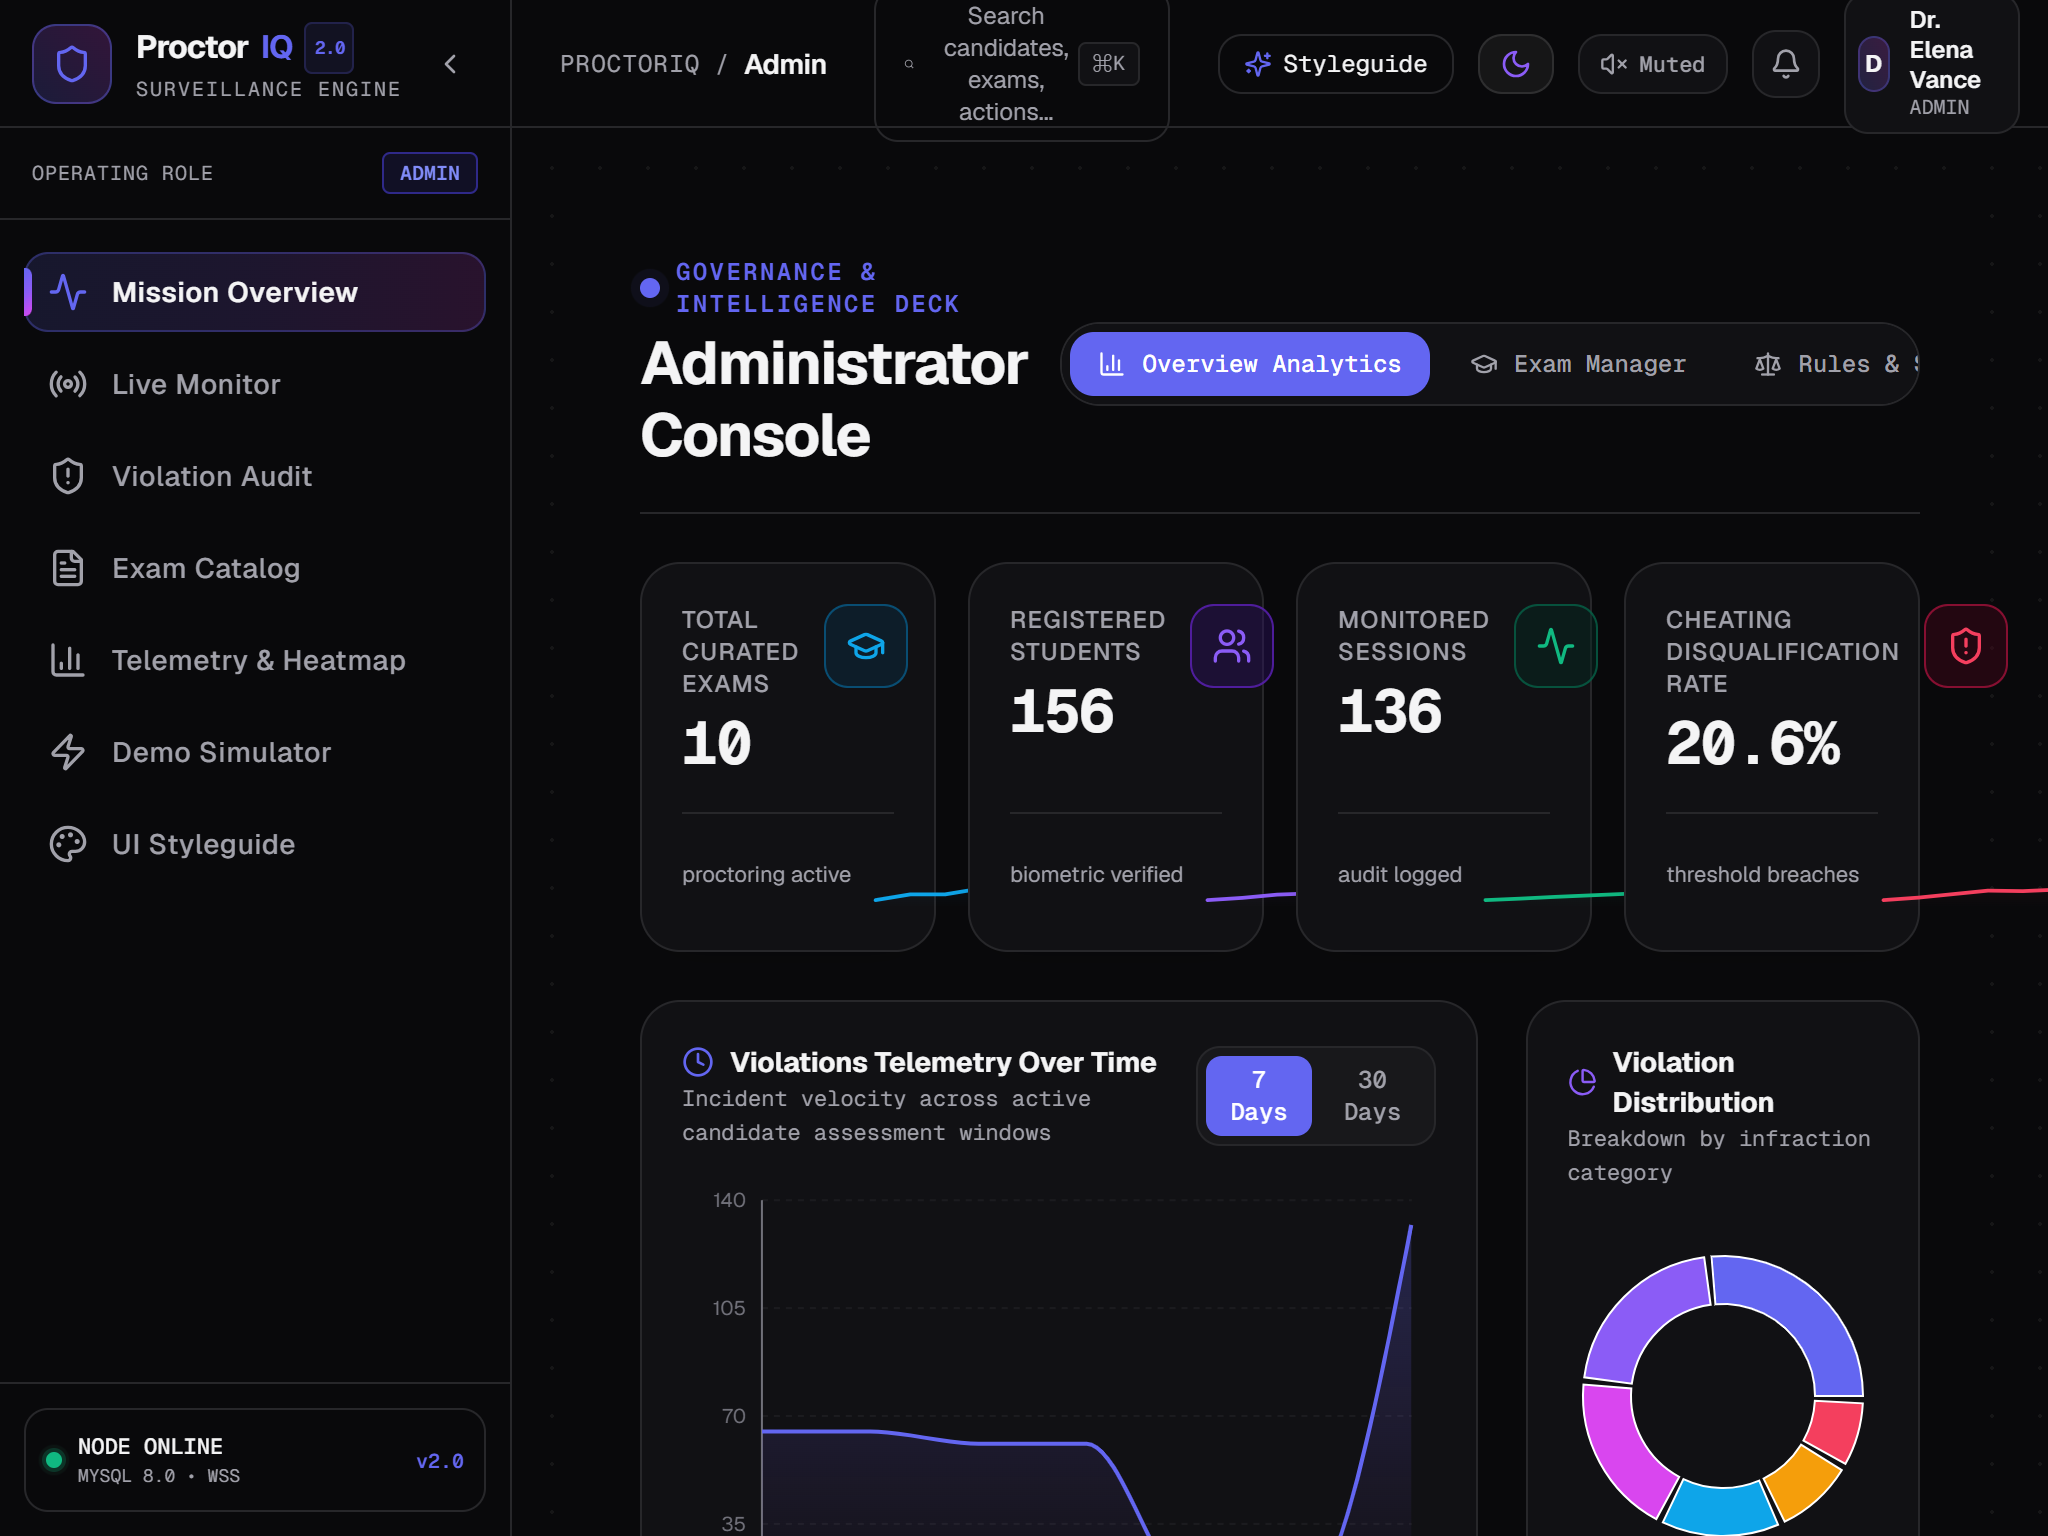 Proctor IQ 2.0
SURVEILLANCE ENGINE
OPERATING ROLE ADMIN
Mission Overview
Live Monitor
Violation Audit
Exam Catalog
Telemetry & Heatmap
Demo Simulator
UI Styleguide
NODE ONLINE
MYSQL 8.0 • WSS
v2.0
PROCTORIQ / Admin
Search
candidates,
exams,
actions...
⌘K
Styleguide
Muted
D
Dr.
Elena
Vance
ADMIN
GOVERNANCE &
INTELLIGENCE DECK
Administrator
Console
Overview Analytics
Exam Manager
Rules &
TOTAL
CURATED
EXAMS
10
proctoring active
REGISTERED
STUDENTS
156
biometric verified
MONITORED
SESSIONS
136
audit logged
CHEATING
DISQUALIFICATION
RATE
20.6%
threshold breaches
Violations Telemetry Over Time
Incident velocity across active
candidate assessment windows
7
Days
30
Days
140
105
70
35
Violation
Distribution
Breakdown by infraction
category